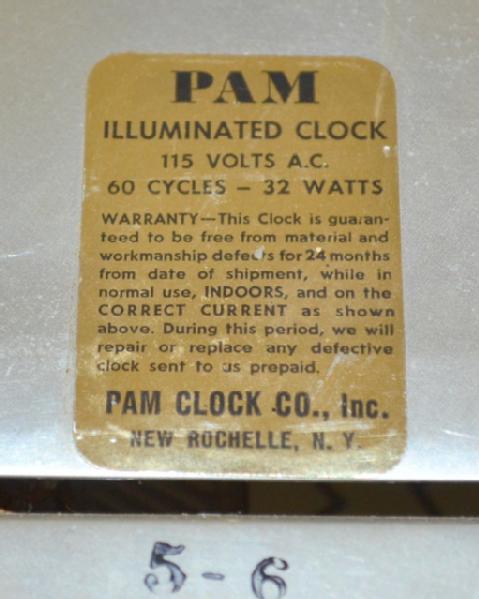 PAM
ILLUMINATED CLOCK
115 VOLTS A.C.
60 CYCLES – 32 WATTS
WARRANTY—This Clock is guaran-
teed to be free from material and
workmanship defects for 24 months
from date of shipment, while in
normal use, INDOORS, and on the
CORRECT CURRENT as shown
above. During this period, we will
repair or replace any defective
clock sent to us prepaid.
PAM CLOCK CO., Inc.
NEW ROCHELLE, N. Y.
5-6